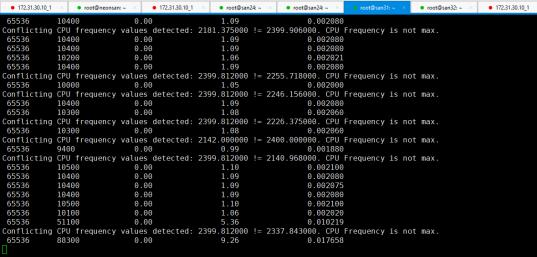 172.31.30.10_1 root@neonsan: ~ 172.31.30.10_1 root@san24: ~ root@san24: ~ root@san31: ~ root@san32: ~ 172.31.30.10_1
65536 10400 0.00 1.09 0.002080
Conflicting CPU frequency values detected: 2181.375000 != 2399.906000. CPU Frequency is not max.
65536 10400 0.00 1.09 0.002080
65536 10400 0.00 1.09 0.002080
65536 10200 0.00 1.06 0.002021
65536 10400 0.00 1.09 0.002080
Conflicting CPU frequency values detected: 2399.812000 != 2255.718000. CPU Frequency is not max.
65536 10000 0.00 1.05 0.002000
Conflicting CPU frequency values detected: 2399.812000 != 2246.156000. CPU Frequency is not max.
65536 10400 0.00 1.09 0.002080
65536 10300 0.00 1.08 0.002060
Conflicting CPU frequency values detected: 2399.812000 != 2226.375000. CPU Frequency is not max.
65536 10300 0.00 1.08 0.002060
Conflicting CPU frequency values detected: 2142.000000 != 2400.000000. CPU Frequency is not max.
65536 9400 0.00 0.99 0.001880
Conflicting CPU frequency values detected: 2399.812000 != 2140.968000. CPU Frequency is not max.
65536 10500 0.00 1.10 0.002100
65536 10400 0.00 1.09 0.002075
65536 10400 0.00 1.09 0.002080
65536 10500 0.00 1.10 0.002100
65536 10100 0.00 1.06 0.002020
65536 51100 0.00 5.36 0.010219
Conflicting CPU frequency values detected: 2399.812000 != 2337.843000. CPU Frequency is not max.
65536 88300 0.00 9.26 0.017658